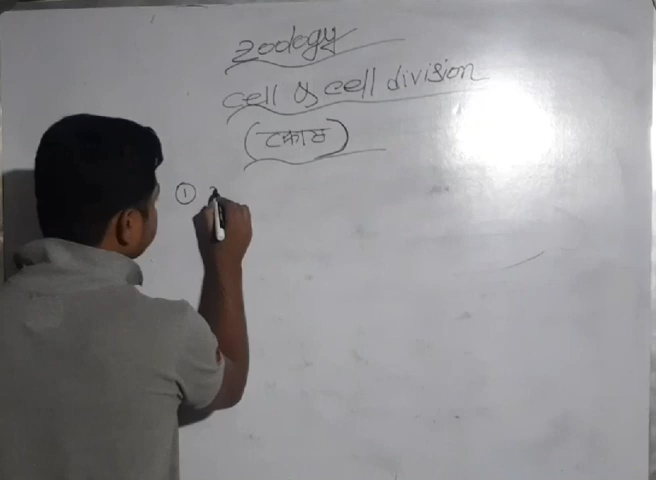 Zoology
cell & cell division
(কোষ)
①